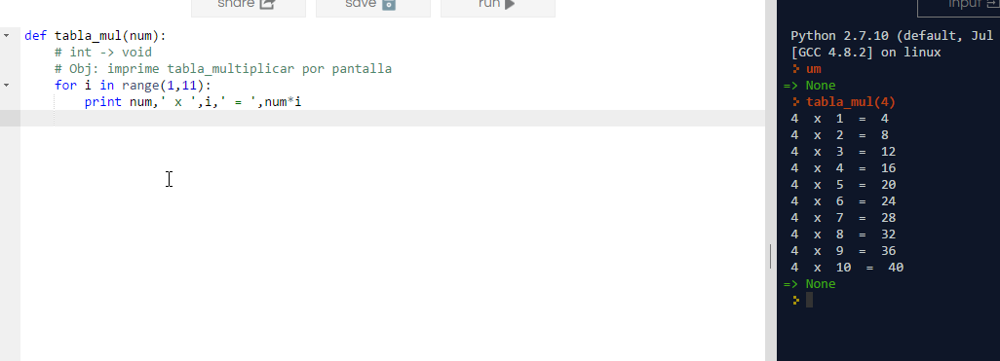 share
save
run
input
def tabla_mul(num):
# int -> void
# Obj: imprime tabla_multiplicar por pantalla
for i in range(1,11):
print num,' x ',i,' = ',num*i
Python 2.7.10 (default, Jul
[GCC 4.8.2] on linux
um
=> None
tabla_mul(4)
4  x  1  =  4
4  x  2  =  8
4  x  3  =  12
4  x  4  =  16
4  x  5  =  20
4  x  6  =  24
4  x  7  =  28
4  x  8  =  32
4  x  9  =  36
4  x  10  =  40
=> None